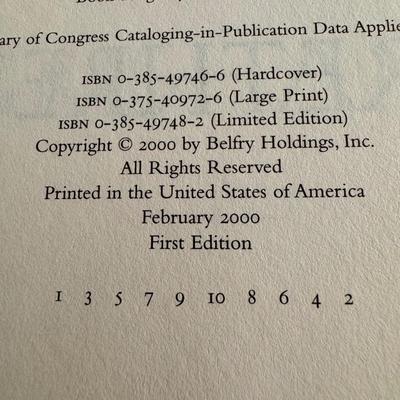 ary of Congress Cataloging-in-Publication Data Applie
ISBN 0-385-49746-6 (Hardcover)
ISBN 0-375-40972-6 (Large Print)
ISBN 0-385-49748-2 (Limited Edition)
Copyright © 2000 by Belfry Holdings, Inc.
All Rights Reserved
Printed in the United States of America
February 2000
First Edition
1 3 5 7 9 10 8 6 4 2